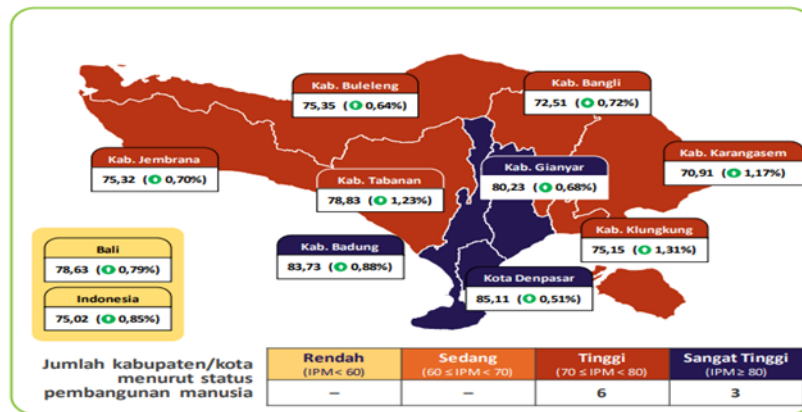 Kab. Buleleng
75,35 (0,64%)
Kab. Bangli
72,51 (0,72%)
Kab. Jembrana
75,32 (0,70%)
Kab. Tabanan
78,83 (1,23%)
Kab. Gianyar
80,23 (0,68%)
Kab. Karangasem
70,91 (1,17%)
Kab. Badung
83,73 (0,88%)
Kab. Klungkung
75,15 (1,31%)
Kota Denpasar
85,11 (0,51%)
Bali
78,63 (0,79%)
Indonesia
75,02 (0,85%)
Jumlah kabupaten/kota
menurut status
pembangunan manusia
Rendah
(IPM < 60)
Sedang
(60 ≤ IPM < 70)
Tinggi
(70 ≤ IPM < 80)
Sangat Tinggi
(IPM ≥ 80)
– – 6 3